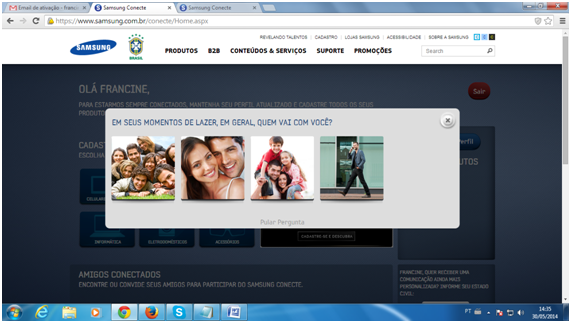 Email de ativação - franci
Samsung Conecte
Samsung Conecte
https://www.samsung.com.br/conecte/Home.aspx
REVELANDO TALENTOS | CADASTRO | LOJAS SAMSUNG | ACESSIBILIDADE | SOBRE A SAMSUNG
SAMSUNG
BRASIL
PRODUTOS B2B CONTEÚDOS & SERVIÇOS SUPORTE PROMOÇÕES
Search
OLÁ FRANCINE,
Sair
PARA ESTARMOS SEMPRE CONECTADOS, MANTENHA SEU PERFIL ATUALIZADO E CADASTRE TODOS OS SEUS
PRODUTO
EM SEUS MOMENTOS DE LAZER, EM GERAL, QUEM VAI COM VOCÊ?
CADA
erfil
ESCOLHA
UTOS
CELULAR
Pular Pergunta
INFORMÁTICA
ELETRODOMÉSTICOS
ACESSÓRIOS
CADASTRE-SE E DESCUBRA
AMIGOS CONECTADOS
ENCONTRE OU CONVIDE SEUS AMIGOS PARA PARTICIPAR DO SAMSUNG CONECTE.
FRANCINE, QUER RECEBER UMA
COMUNICAÇÃO AINDA MAIS
PERSONALIZADA? INFORME SEU ESTADO
CIVIL:
PT
14:35
30/05/2014